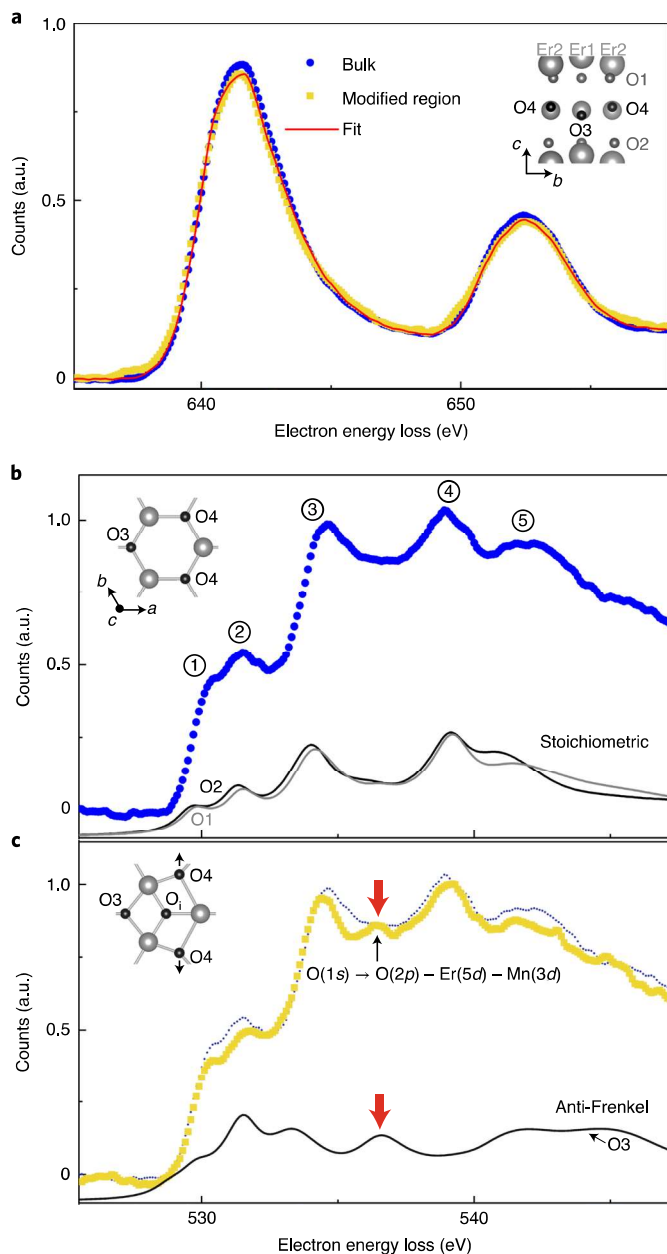 a
1.0
0.5
0
Counts (a.u.)
Bulk
Modified region
Fit
Er2 Er1 Er2
O1
O4 O4
O3
O2
c
b
640 650
Electron energy loss (eV)
b
1.0
0.5
0
Counts (a.u.)
O4
O3
O4
b
c a
① ② ③ ④ ⑤
Stoichiometric
O2
O1
c
1.0
0.5
0
Counts (a.u.)
O4
O3 Oi
O4
O(1s) → O(2p) – Er(5d) – Mn(3d)
Anti-Frenkel
O3
530 540
Electron energy loss (eV)